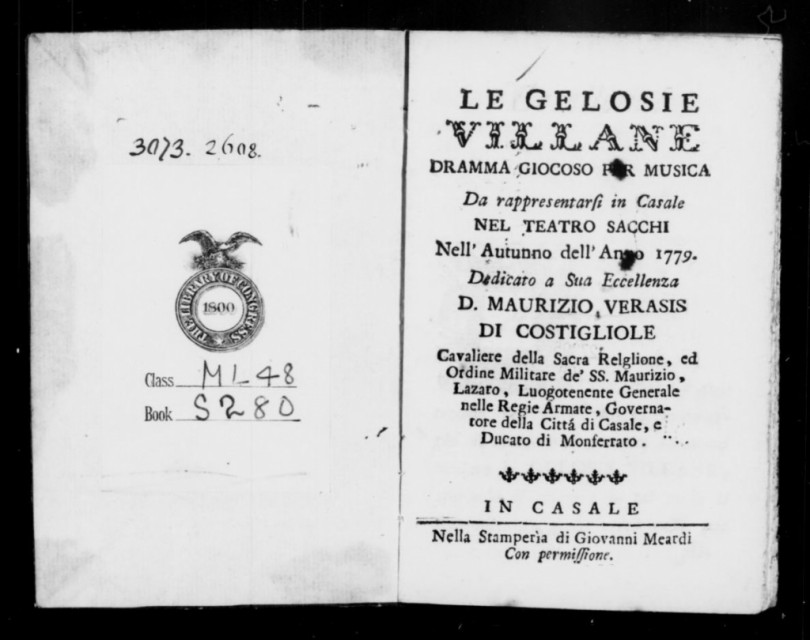 3073. 2608.
THE LIBRARY OF CONGRESS
1800
Class ML48
Book S280
LE GELOSIE
VILLANE
DRAMMA GIOCOSO PER MUSICA
Da rappresentarſi in Casale
NEL TEATRO SACCHI
Nell' Autunno dell' Anno 1779.
Dedicato a Sua Eccellenza
D. MAURIZIO VERASIS
DI COSTIGLIOLE
Cavaliere della Sacra Relglione, ed
Ordine Militare de' SS. Maurizio,
Lazaro, Luogotenente Generale
nelle Regie Armate, Governa-
tore della Cittá di Casale, e
Ducato di Monferrato.
IN CASALE
Nella Stamperìa di Giovanni Meardi
Con permiſſione.